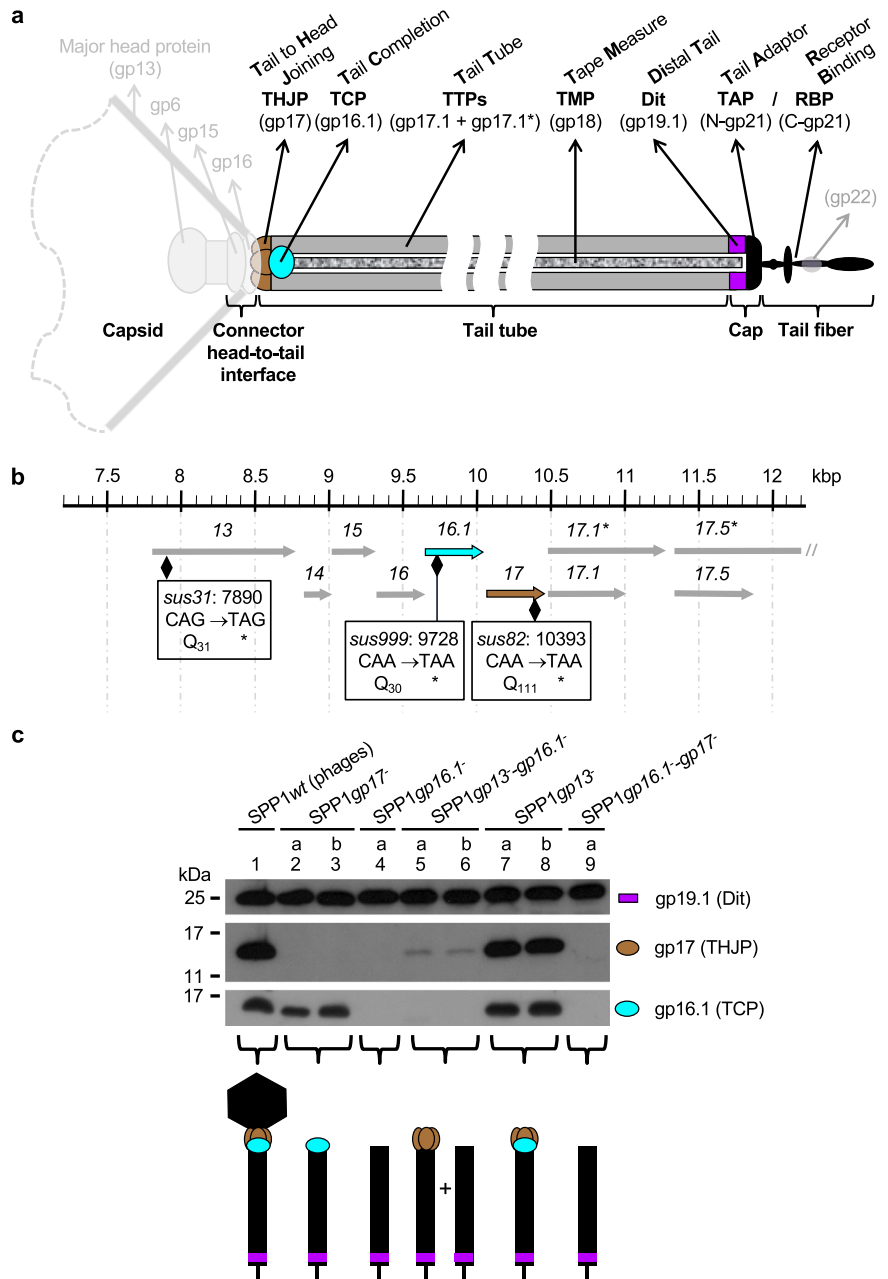 a
Major head protein
(gp13)
gp6
gp15
gp16
Tail to Head
Joining
THJP
(gp17)
Tail Completion
TCP
(gp16.1)
Tail Tube
TTPs
(gp17.1 + gp17.1*)
Tape Measure
TMP
(gp18)
Distal Tail
Dit
(gp19.1)
Tail Adaptor
TAP
(N-gp21)
/
Receptor
Binding
RBP
(C-gp21)
(gp22)
Capsid
Connector
head-to-tail
interface
Tail tube
Cap
Tail fiber
b
7.5 8 8.5 9 9.5 10 10.5 11 11.5 12 kbp
13 15 16.1 17.1* 17.5*
//
14 16 17 17.1 17.5
sus31: 7890
CAG →TAG
Q31 *
sus999: 9728
CAA →TAA
Q30 *
sus82: 10393
CAA →TAA
Q111 *
c
SPP1wt (phages)
SPP1gp17-
SPP1gp16.1-
SPP1gp13-gp16.1-
SPP1gp13-
SPP1gp16.1-gp17-
a b a a b a b a
1 2 3 4 5 6 7 8 9
kDa
25
gp19.1 (Dit)
17
gp17 (THJP)
11
17
gp16.1 (TCP)
+